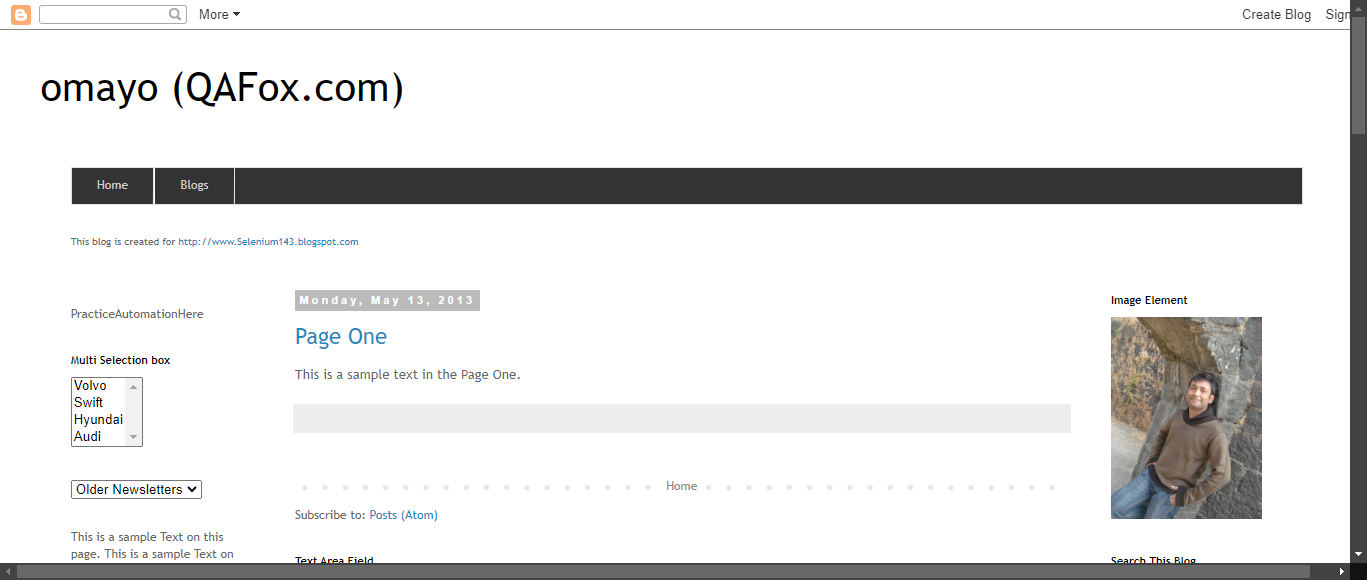 More
Create Blog
Sign
omayo (QAFox.com)
Home
Blogs
This blog is created for http://www.Selenium143.blogspot.com
PracticeAutomationHere
Multi Selection box
Volvo
Swift
Hyundai
Audi
Older Newsletters
This is a sample Text on this
page. This is a sample Text on
Monday, May 13, 2013
Page One
This is a sample text in the Page One.
Home
Subscribe to: Posts (Atom)
Text Area Field
Image Element
Search This Blog